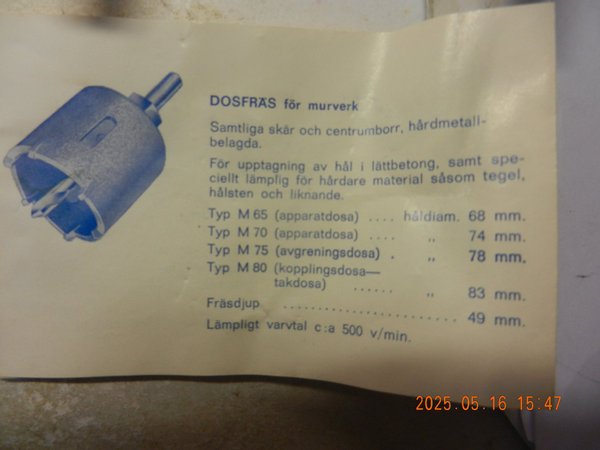 DOSFRÄS för murverk
Samtliga skär och centrumborr, hårdmetall-
belagda.
För upptagning av hål i lättbetong, samt spe-
ciellt lämplig för hårdare material såsom tegel,
hålsten och liknande.
Typ M 65 (apparatdosa) .... håldiam. 68 mm.
Typ M 70 (apparatdosa) .... „ 74 mm.
Typ M 75 (avgreningsdosa) . „ 78 mm.
Typ M 80 (kopplingsdosa—
takdosa) ...... „ 83 mm.
Fräsdjup ........................ 49 mm.
Lämpligt varvtal c:a 500 v/min.
2025.05.16 15:47